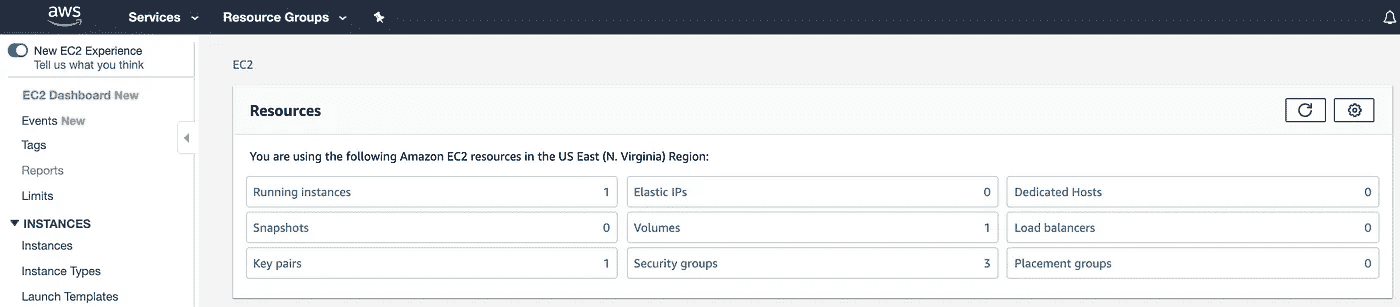 aws Services Resource Groups
New EC2 Experience
Tell us what you think
EC2 Dashboard New
Events New
Tags
Reports
Limits
INSTANCES
Instances
Instance Types
Launch Templates
EC2
Resources
You are using the following Amazon EC2 resources in the US East (N. Virginia) Region:
Running instances 1 Elastic IPs 0 Dedicated Hosts 0
Snapshots 0 Volumes 1 Load balancers 0
Key pairs 1 Security groups 3 Placement groups 0